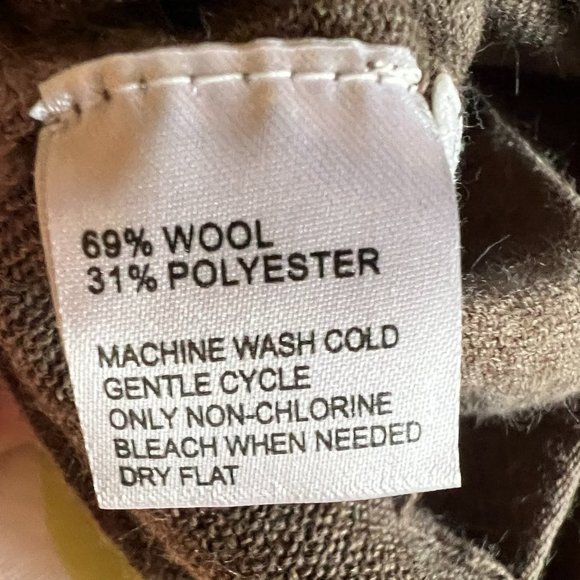 69% WOOL
31% POLYESTER
MACHINE WASH COLD
GENTLE CYCLE
ONLY NON-CHLORINE
BLEACH WHEN NEEDED
DRY FLAT